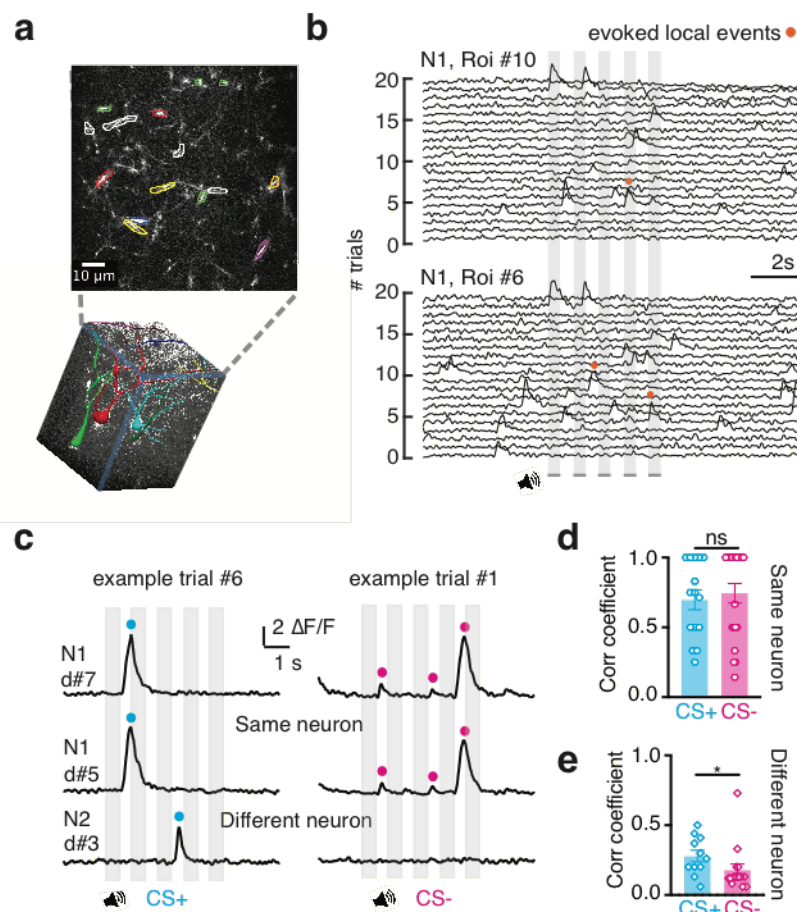 a
10 µm
b
evoked local events
N1, Roi #10
20
15
10
5
0
2s
# trials
N1, Roi #6
20
15
10
5
0
c
example trial #6
example trial #1
2 ΔF/F
1 s
N1
d#7
Same neuron
N1
d#5
Different neuron
N2
d#3
CS+
CS-
d
ns
1.0
0.5
0.0
Corr coefficient
Same neuron
CS+
CS-
e
*
1.0
0.5
0.0
Corr coefficient
Different neuron
CS+
CS-